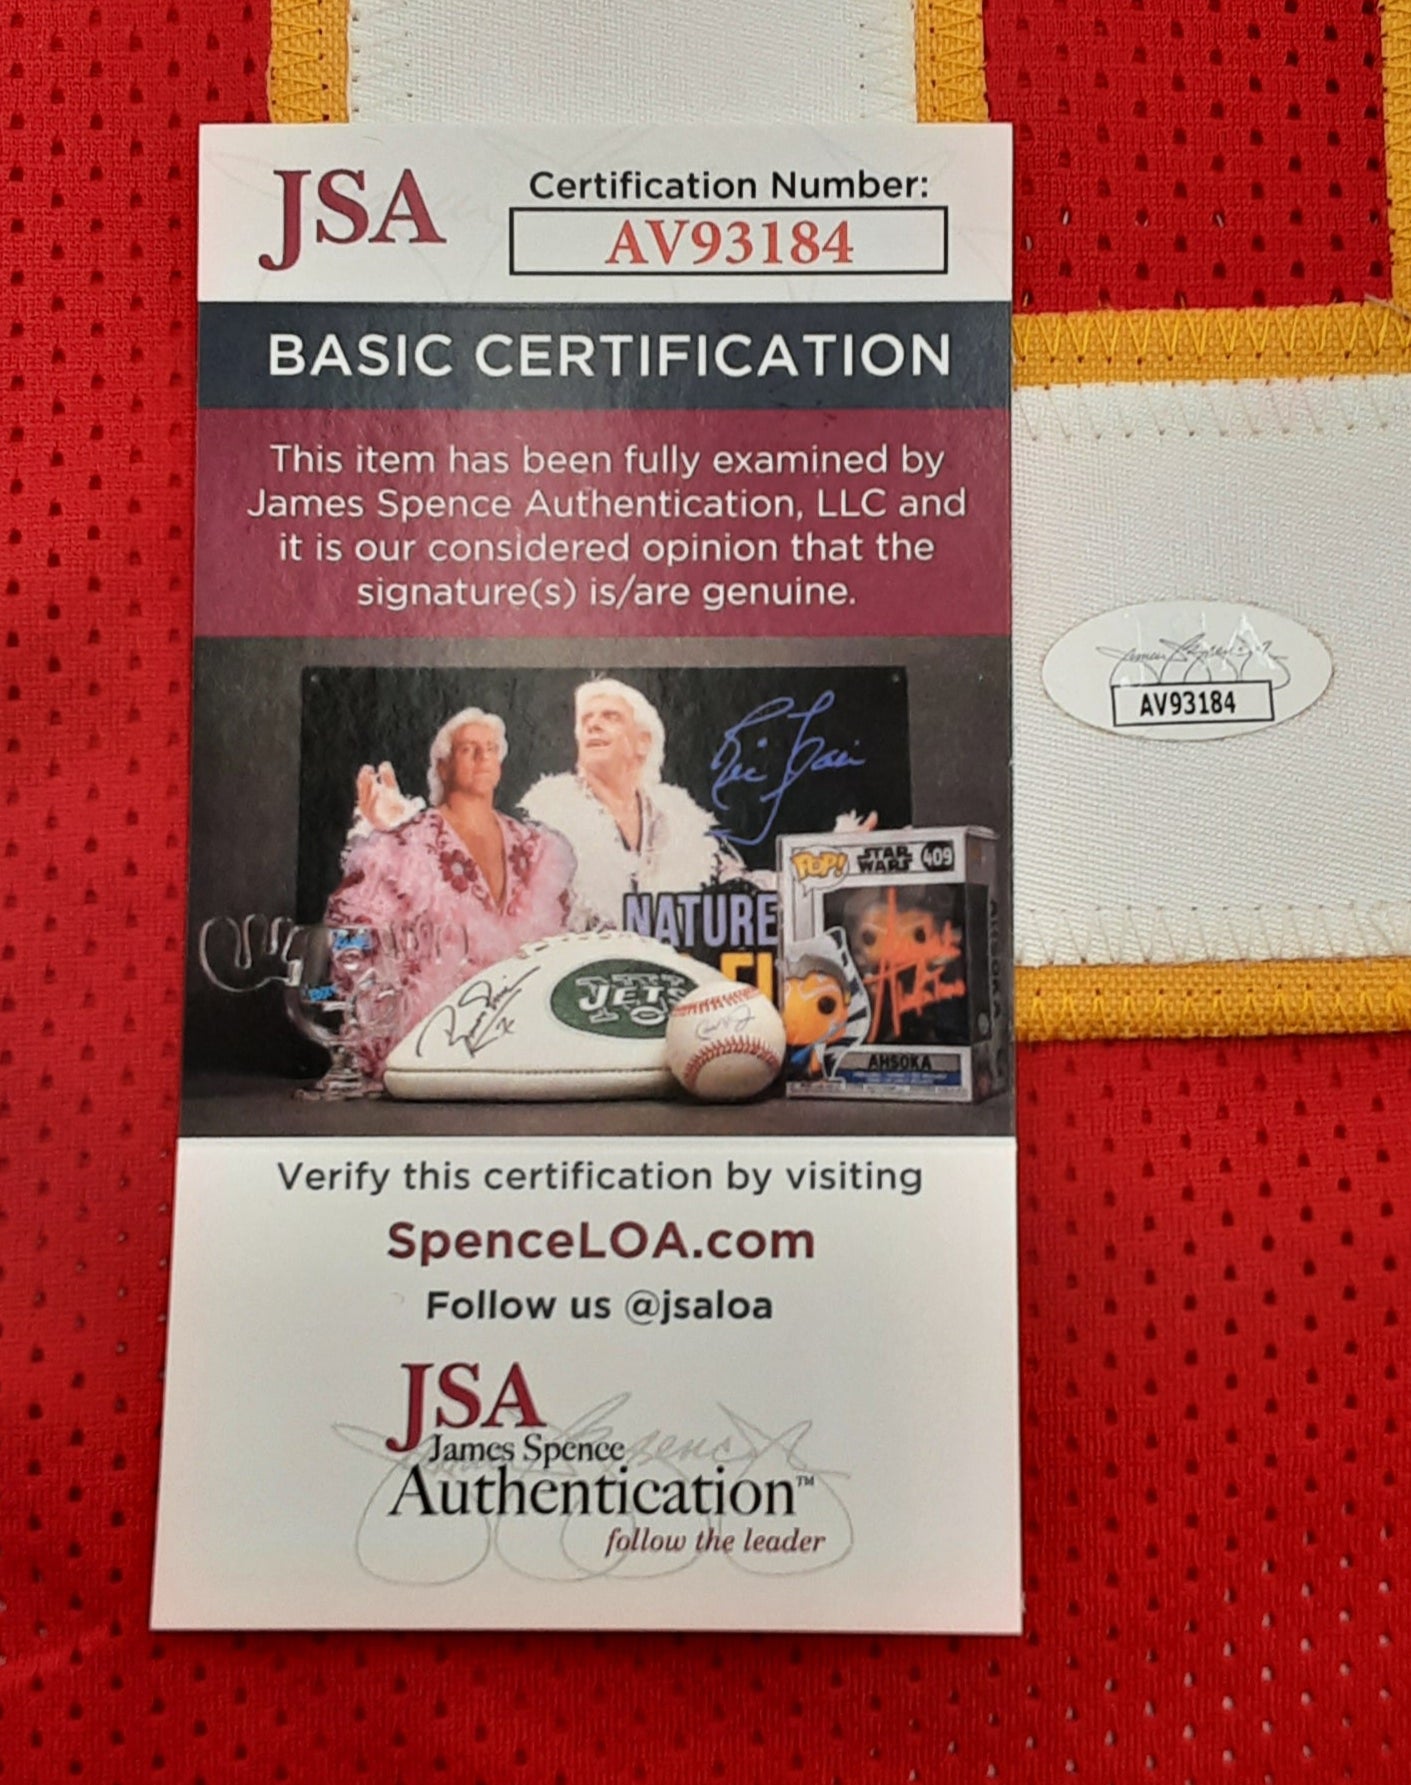 JSA
Certification Number:
AV93184
BASIC CERTIFICATION
This item has been fully examined by
James Spence Authentication, LLC and
it is our considered opinion that the
signature(s) is/are genuine.
AV93184
Ric Flair
POP!
STAR
WARS
409
NATURE
JETS
AHSOKA
Verify this certification by visiting
SpenceLOA.com
Follow us @jsaloa
JSA
James Spence
Authentication™
follow the leader